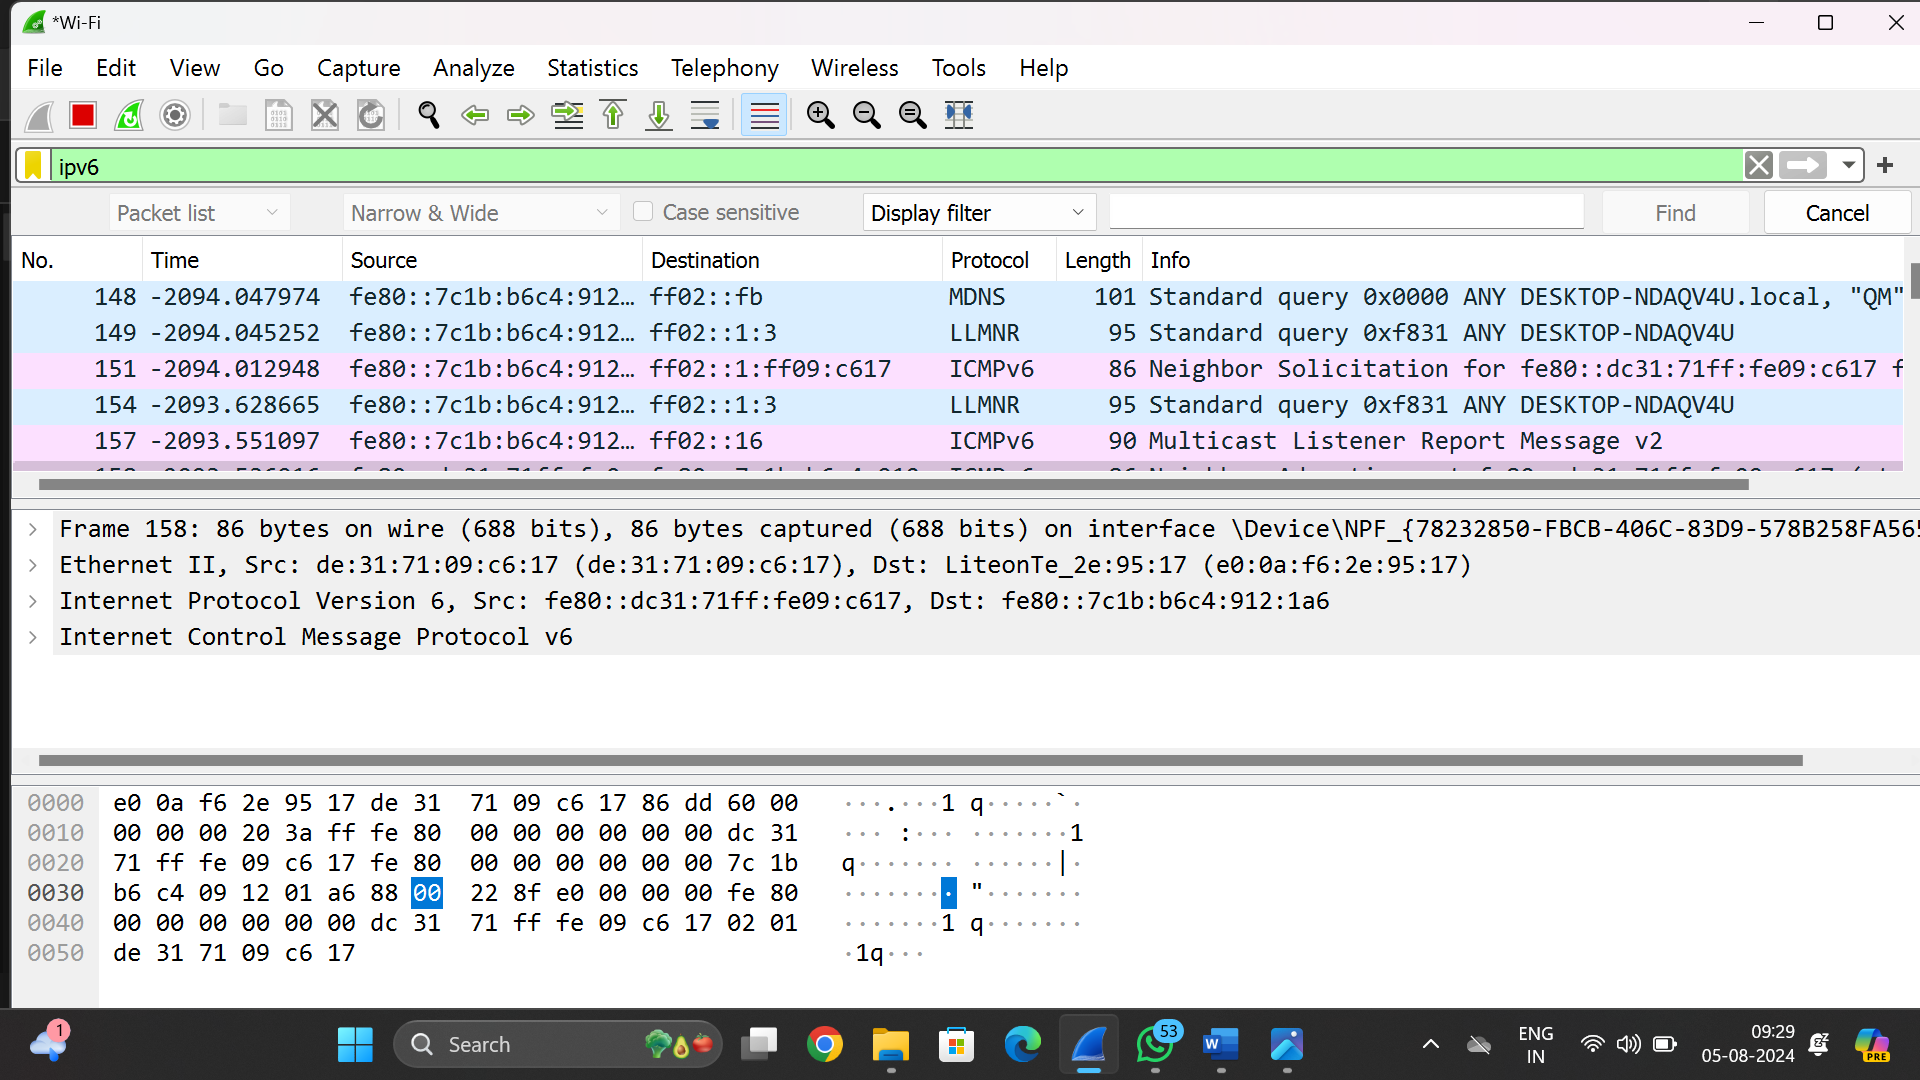 *Wi-Fi
File Edit View Go Capture Analyze Statistics Telephony Wireless Tools Help
ipv6
Packet list Narrow & Wide Case sensitive Display filter Find Cancel
No. Time Source Destination Protocol Length Info
148 -2094.047974 fe80::7c1b:b6c4:912… ff02::fb MDNS 101 Standard query 0x0000 ANY DESKTOP-NDAQV4U.local, "QM"
149 -2094.045252 fe80::7c1b:b6c4:912… ff02::1:3 LLMNR 95 Standard query 0xf831 ANY DESKTOP-NDAQV4U
151 -2094.012948 fe80::7c1b:b6c4:912… ff02::1:ff09:c617 ICMPv6 86 Neighbor Solicitation for fe80::dc31:71ff:fe09:c617 f
154 -2093.628665 fe80::7c1b:b6c4:912… ff02::1:3 LLMNR 95 Standard query 0xf831 ANY DESKTOP-NDAQV4U
157 -2093.551097 fe80::7c1b:b6c4:912… ff02::16 ICMPv6 90 Multicast Listener Report Message v2
Frame 158: 86 bytes on wire (688 bits), 86 bytes captured (688 bits) on interface \Device\NPF_{78232850-FBCB-406C-83D9-578B258FA565
Ethernet II, Src: de:31:71:09:c6:17 (de:31:71:09:c6:17), Dst: LiteonTe_2e:95:17 (e0:0a:f6:2e:95:17)
Internet Protocol Version 6, Src: fe80::dc31:71ff:fe09:c617, Dst: fe80::7c1b:b6c4:912:1a6
Internet Control Message Protocol v6
0000 e0 0a f6 2e 95 17 de 31 71 09 c6 17 86 dd 60 00 ···.···1 q·····`·
0010 00 00 00 20 3a ff fe 80 00 00 00 00 00 00 dc 31 ··· :··· ·······1
0020 71 ff fe 09 c6 17 fe 80 00 00 00 00 00 00 7c 1b q······· ······|·
0030 b6 c4 09 12 01 a6 88 00 22 8f e0 00 00 00 fe 80 ········ "·······
0040 00 00 00 00 00 00 dc 31 71 ff fe 09 c6 17 02 01 ·······1 q·······
0050 de 31 71 09 c6 17 ·1q···
1 Search 53 ENG IN 09:29 05-08-2024 PRE